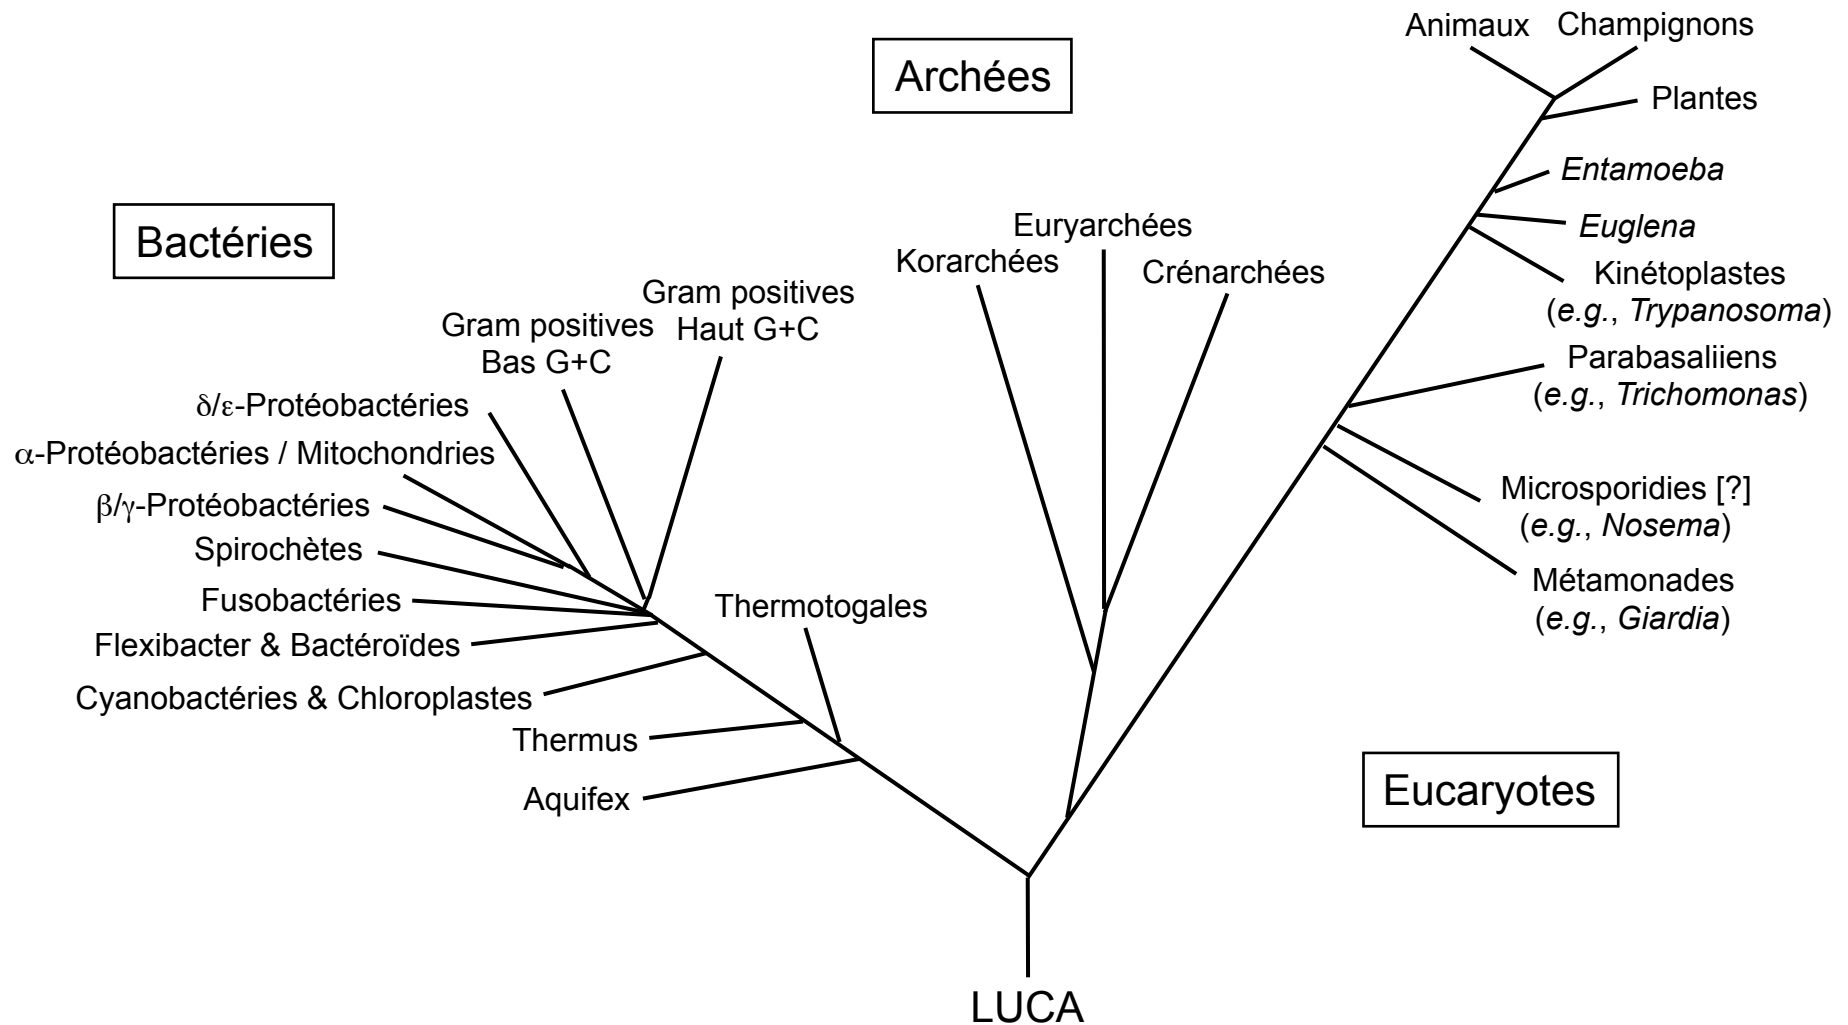 Animaux
Champignons
Archées
Plantes
Entamoeba
Bactéries
Euryarchées
Euglena
Korarchées
Crénarchées
Kinétoplastes
(e.g., Trypanosoma)
Gram positives
Haut G+C
Gram positives
Bas G+C
Parabasaliiens
(e.g., Trichomonas)
δ/ε-Protéobactéries
α-Protéobactéries / Mitochondries
β/γ-Protéobactéries
Microsporidies [?]
(e.g., Nosema)
Spirochètes
Métamonades
(e.g., Giardia)
Fusobactéries
Thermotogales
Flexibacter & Bactéroïdes
Cyanobactéries & Chloroplastes
Thermus
Aquifex
Eucaryotes
LUCA